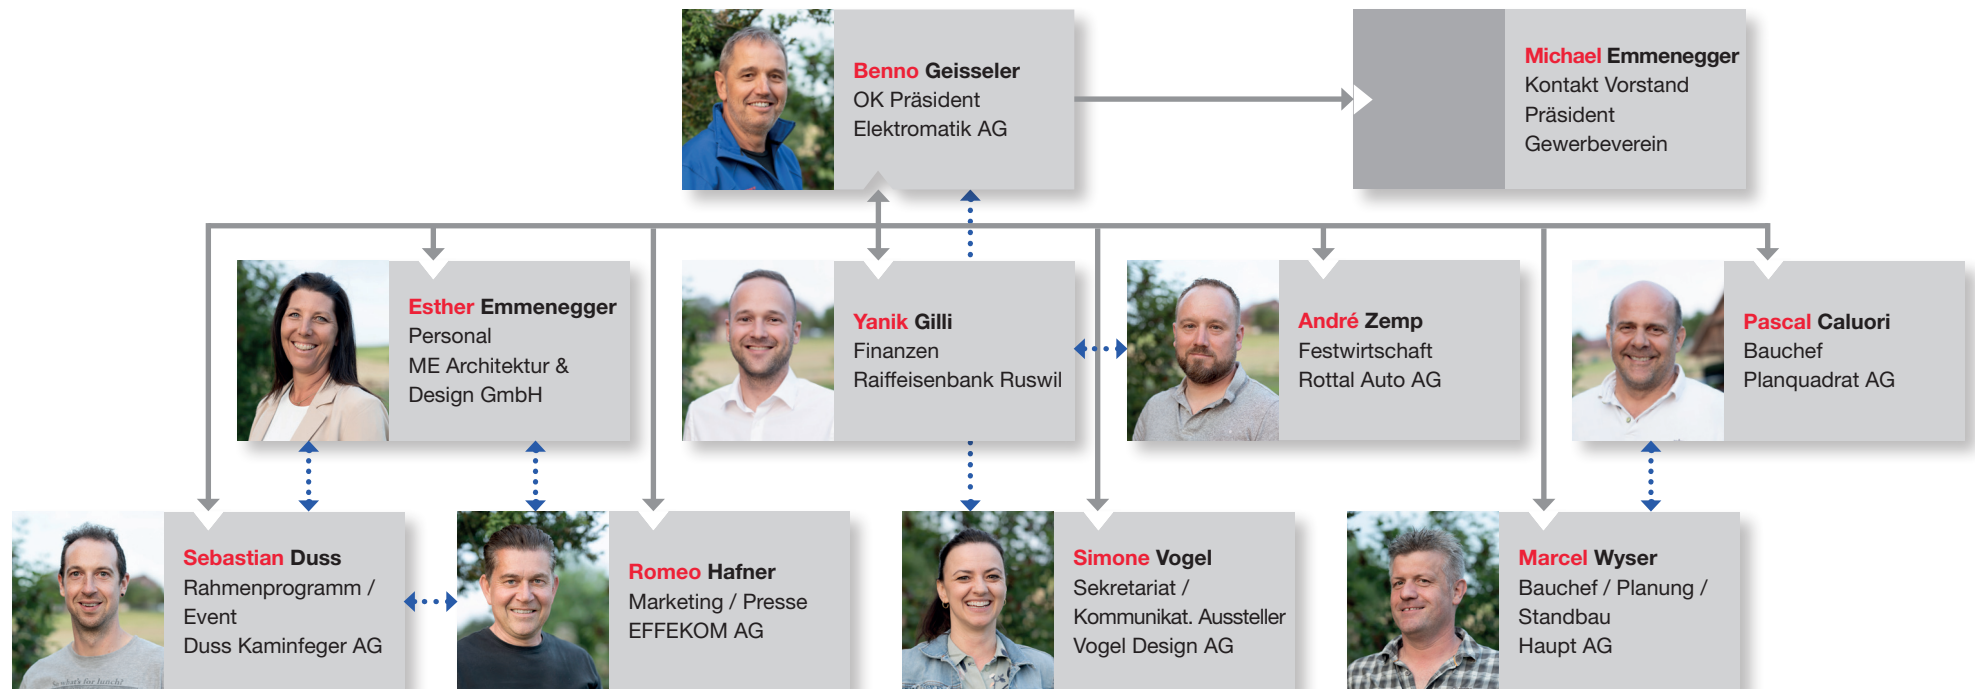 Benno Geisseler
OK Präsident
Elektromatik AG
Michael Emmenegger
Kontakt Vorstand
Präsident
Gewerbeverein
Esther Emmenegger
Personal
ME Architektur &
Design GmbH
Yanik Gilli
Finanzen
Raiffeisenbank Ruswil
André Zemp
Festwirtschaft
Rottal Auto AG
Pascal Caluori
Bauchef
Planquadrat AG
Sebastian Duss
Rahmenprogramm /
Event
Duss Kaminfeger AG
Romeo Hafner
Marketing / Presse
EFFEKOM AG
Simone Vogel
Sekretariat /
Kommunikat. Aussteller
Vogel Design AG
Marcel Wyser
Bauchef / Planung /
Standbau
Haupt AG
what's for lunch?